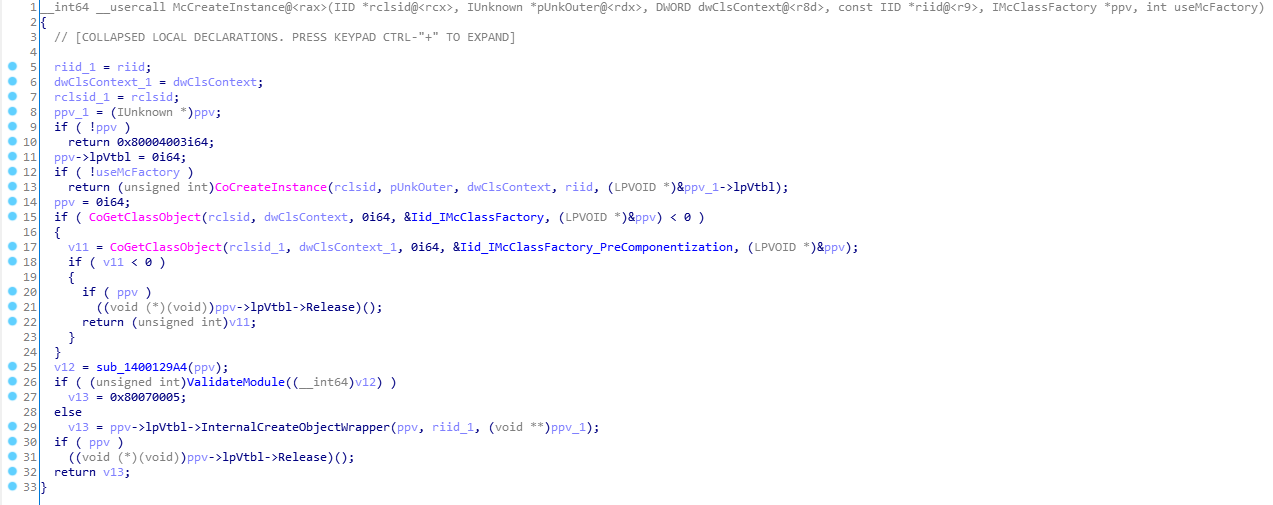 1 __int64 __usercall McCreateInstance@<rax>(IID *rclsid@<rcx>, IUnknown *pUnkOuter@<rdx>, DWORD dwClsContext@<r8d>, const IID *riid@<r9>, IMcClassFactory *ppv, int useMcFactory)
2 {
3   // [COLLAPSED LOCAL DECLARATIONS. PRESS KEYPAD CTRL-"+" TO EXPAND]
4
5   riid_1 = riid;
6   dwClsContext_1 = dwClsContext;
7   rclsid_1 = rclsid;
8   ppv_1 = (IUnknown *)ppv;
9   if ( !ppv )
10     return 0x80004003i64;
11   ppv->lpVtbl = 0i64;
12   if ( !useMcFactory )
13     return (unsigned int)CoCreateInstance(rclsid, pUnkOuter, dwClsContext, riid, (LPVOID *)&ppv_1->lpVtbl);
14   ppv = 0i64;
15   if ( CoGetClassObject(rclsid, dwClsContext, 0i64, &Iid_IMcClassFactory, (LPVOID *)&ppv) < 0 )
16   {
17     v11 = CoGetClassObject(rclsid_1, dwClsContext_1, 0i64, &Iid_IMcClassFactory_PreComponentization, (LPVOID *)&ppv);
18     if ( v11 < 0 )
19     {
20       if ( ppv )
21         ((void (*)(void))ppv->lpVtbl->Release)();
22       return (unsigned int)v11;
23     }
24   }
25   v12 = sub_1400129A4(ppv);
26   if ( (unsigned int)ValidateModule((__int64)v12) )
27     v13 = 0x80070005;
28   else
29     v13 = ppv->lpVtbl->InternalCreateObjectWrapper(ppv, riid_1, (void **)ppv_1);
30   if ( ppv )
31     ((void (*)(void))ppv->lpVtbl->Release)();
32   return v13;
33 }